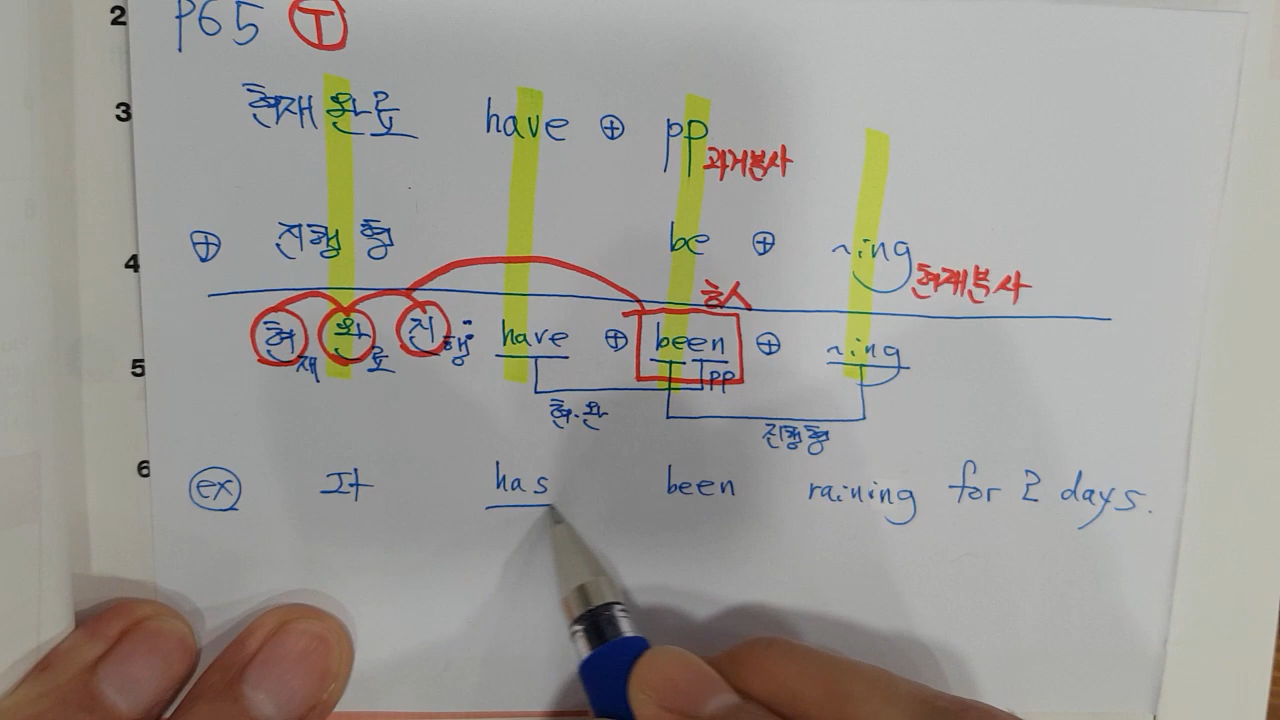 2
P65 T
3
현재완료 have ⊕ pp 과거분사
4
⊕ 진행형 be ⊕ ~ing 현재분사
힌지
5
현재 완료 진행: have ⊕ been ⊕ ~ing
pp
현·완
진행형
6
ex It has been raining for 2 days.